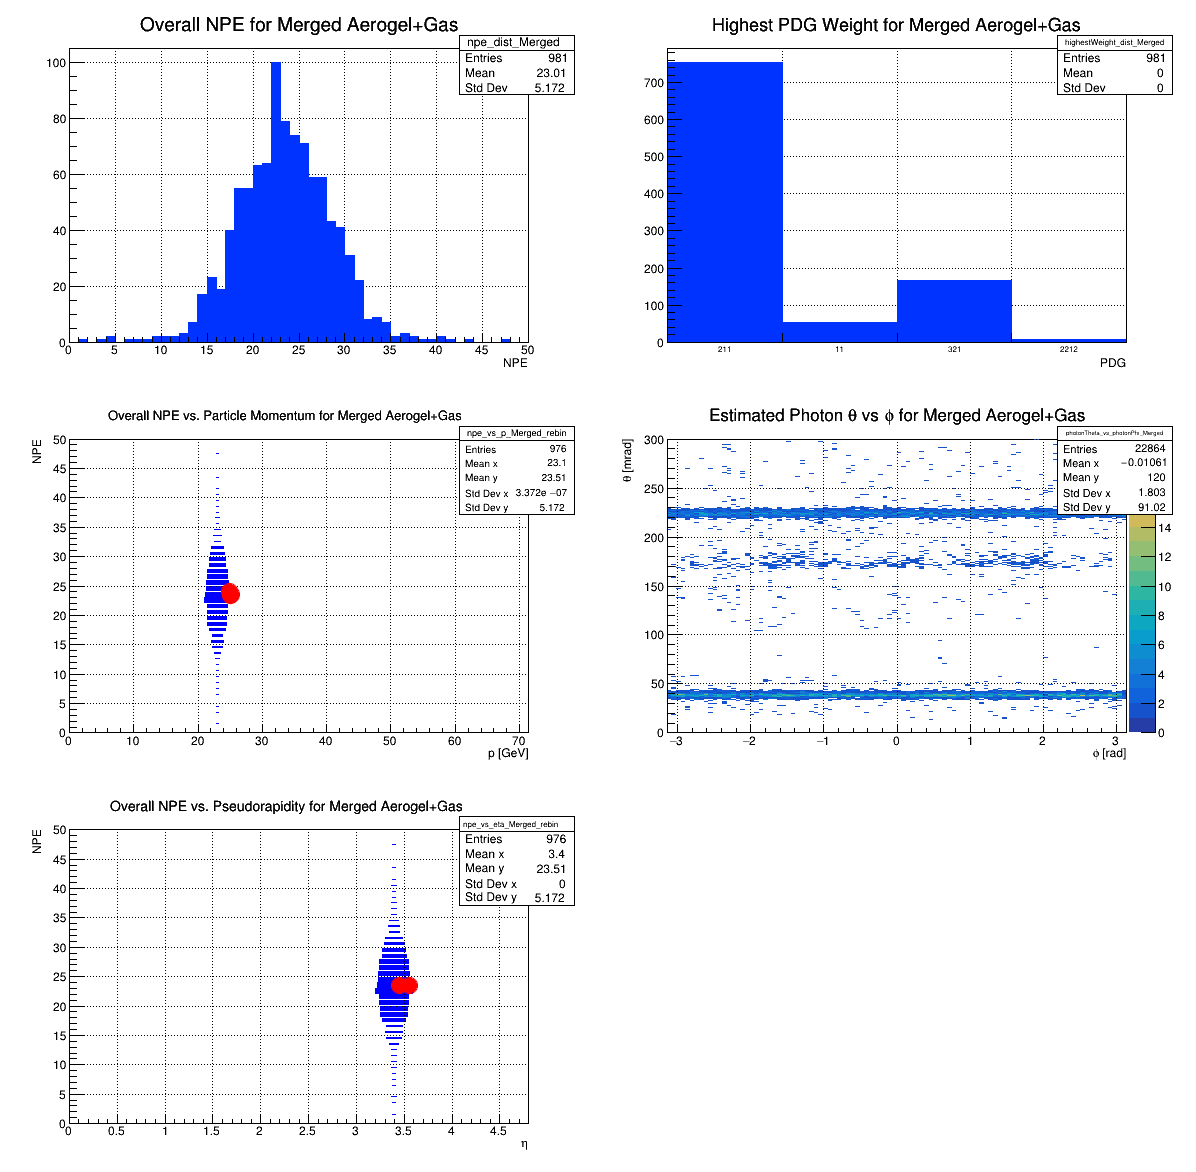 Overall NPE for Merged Aerogel+Gas
npe_dist_Merged
Entries 981
Mean 23.01
Std Dev 5.172
100
80
60
40
20
0
0 5 10 15 20 25 30 35 40 45 50
NPE
Highest PDG Weight for Merged Aerogel+Gas
highestWeight_dist_Merged
Entries 981
Mean 0
Std Dev 0
700
600
500
400
300
200
100
0
211 11 321 2212
PDG
Overall NPE vs. Particle Momentum for Merged Aerogel+Gas
npe_vs_p_Merged_rebin
Entries 976
Mean x 23.1
Mean y 23.51
Std Dev x 3.372e −07
Std Dev y 5.172
NPE
50
45
40
35
30
25
20
15
10
5
0
0 10 20 30 40 50 60 70
p [GeV]
Estimated Photon θ vs ϕ for Merged Aerogel+Gas
photonTheta_vs_photonPhi_Merged
Entries 22864
Mean x −0.01061
Mean y 120
Std Dev x 1.803
Std Dev y 91.02
θ [mrad]
300
250
200
150
100
50
0
−3 −2 −1 0 1 2 3
ϕ [rad]
14
12
10
8
6
4
2
0
Overall NPE vs. Pseudorapidity for Merged Aerogel+Gas
npe_vs_eta_Merged_rebin
Entries 976
Mean x 3.4
Mean y 23.51
Std Dev x 0
Std Dev y 5.172
NPE
50
45
40
35
30
25
20
15
10
5
0
0 0.5 1 1.5 2 2.5 3 3.5 4 4.5
η